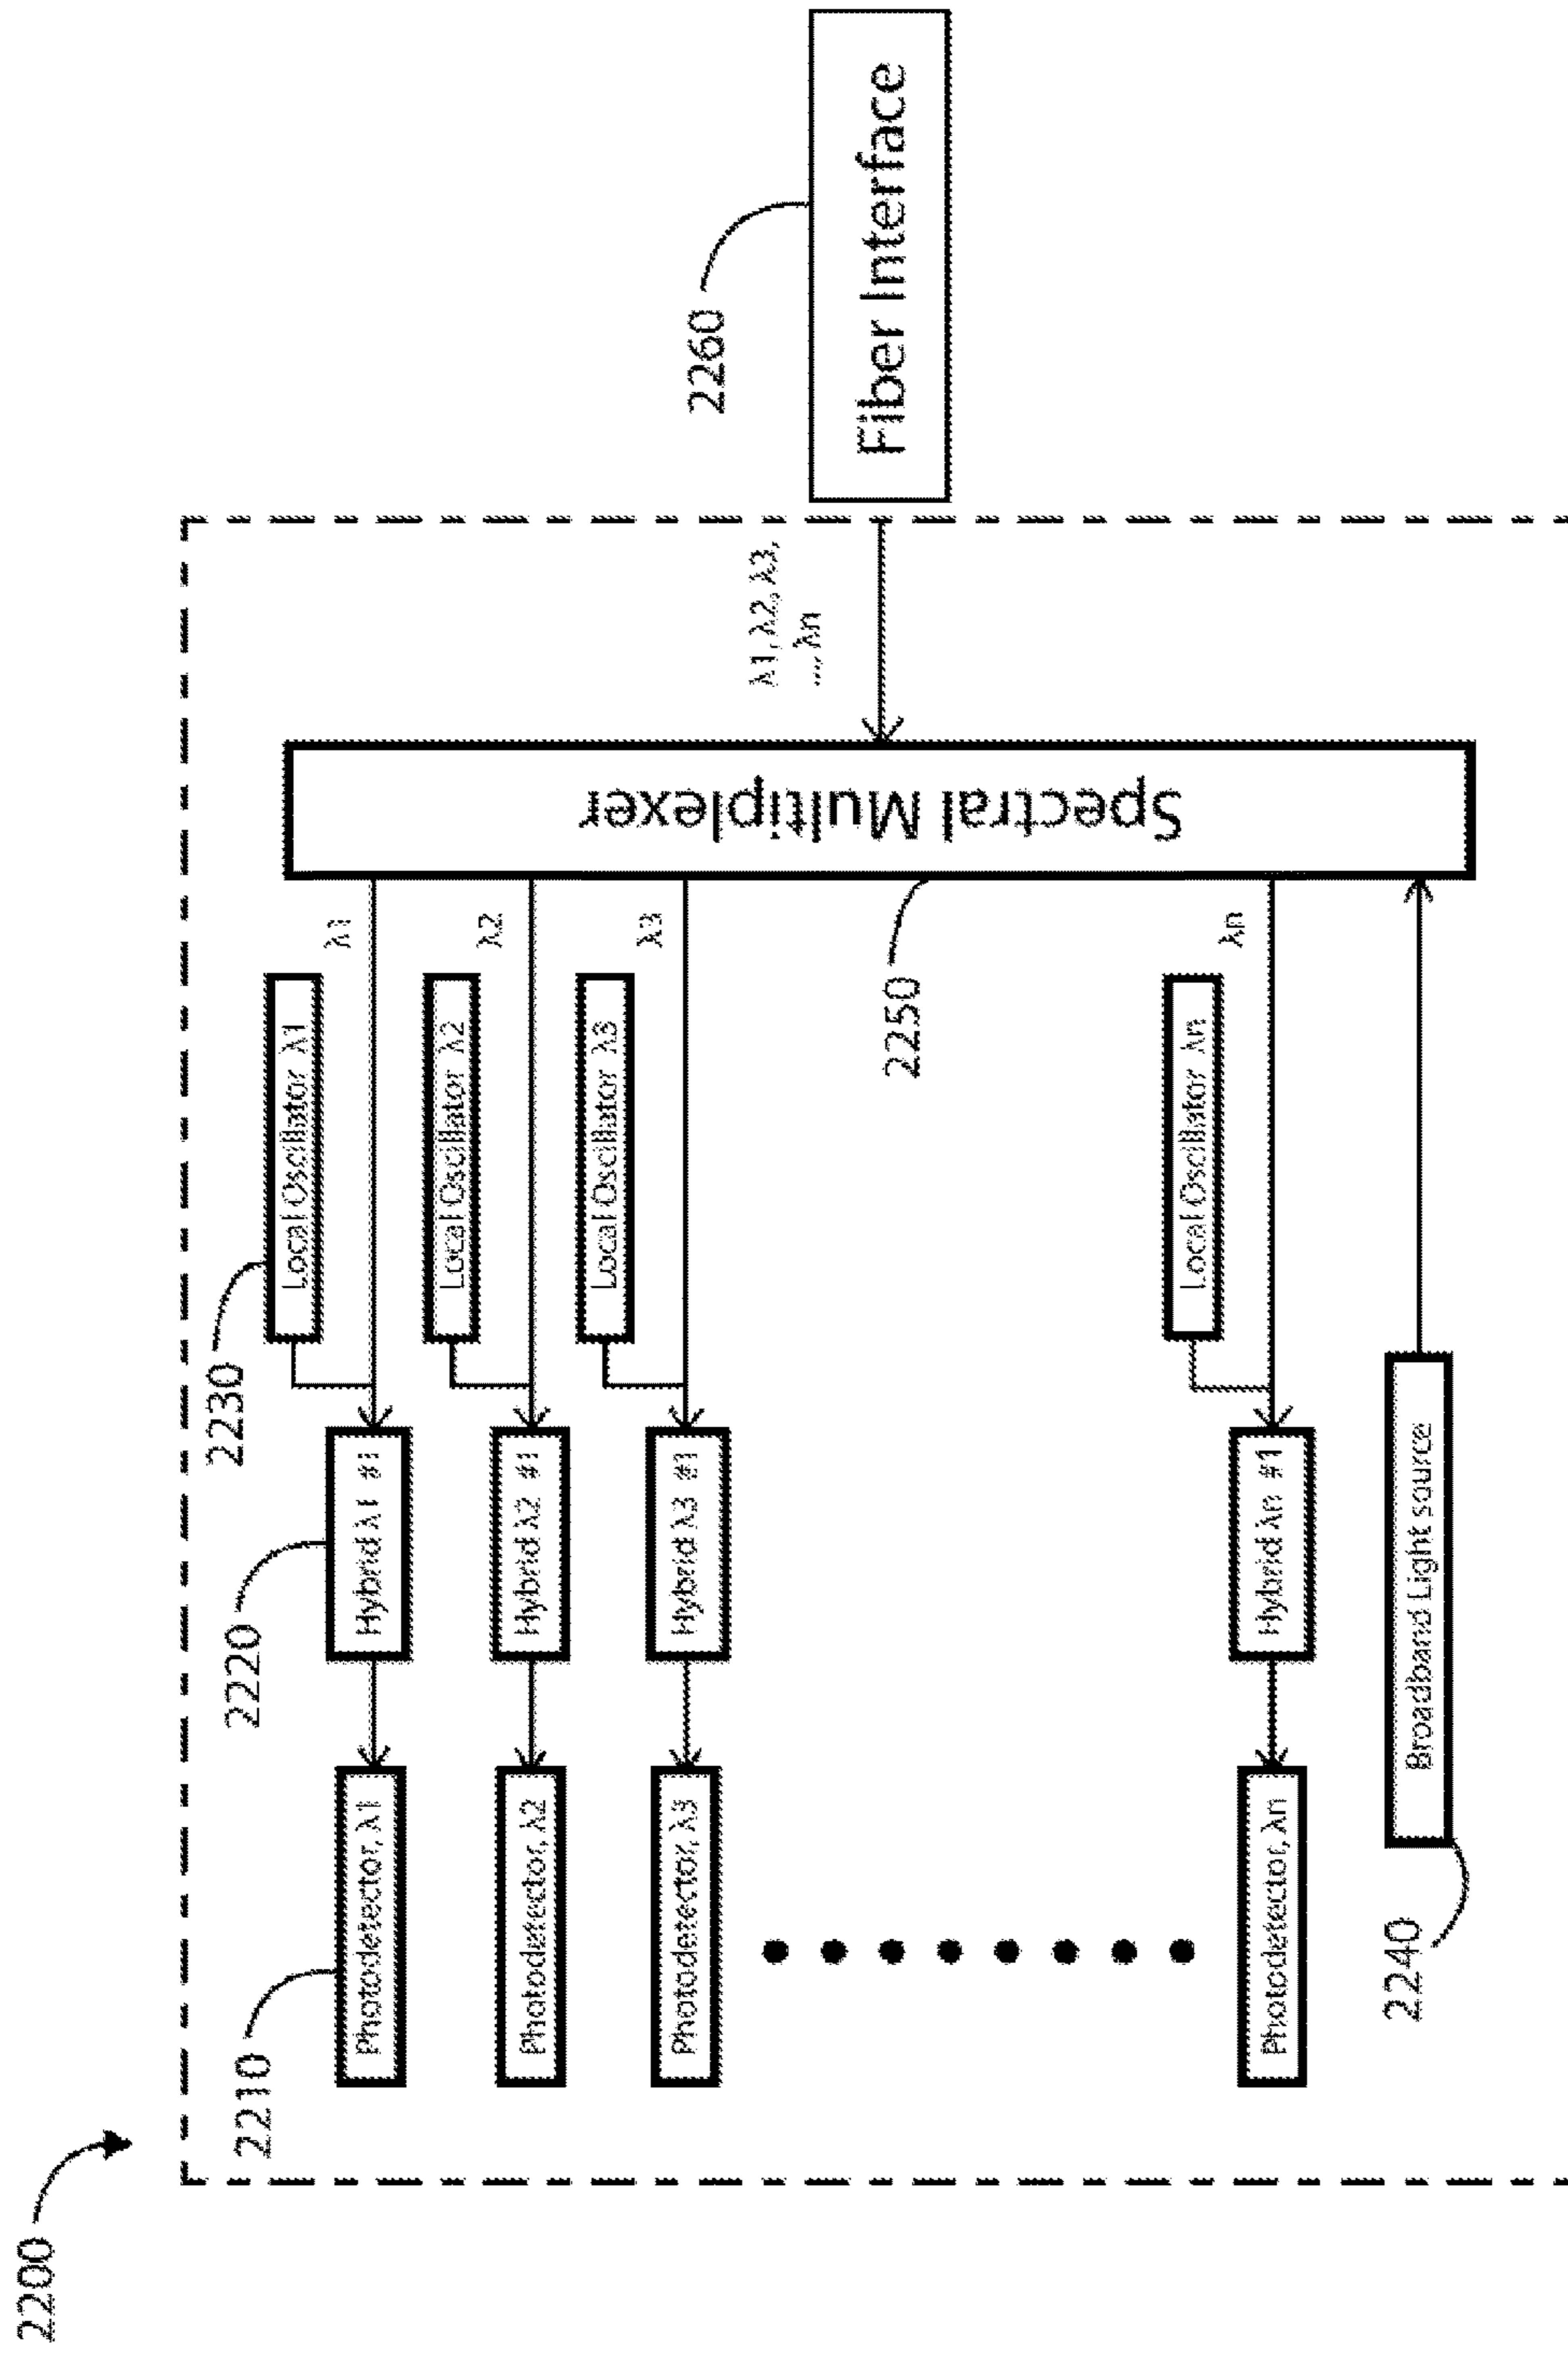 2200
2210
2220
2230
Photodetector, λ1
Hybrid λ1 #1
Local Oscillator λ1
λ1
Photodetector, λ2
Hybrid λ2 #1
Local Oscillator λ2
λ2
Photodetector, λ3
Hybrid λ3 #1
Local Oscillator λ3
λ3
Photodetector, λn
Hybrid λn #1
Local Oscillator λn
λn
2240
Broadband Light source
2250
Spectral Multiplexer
λ1, λ2, λ3,
..., λn
2260
Fiber Interface